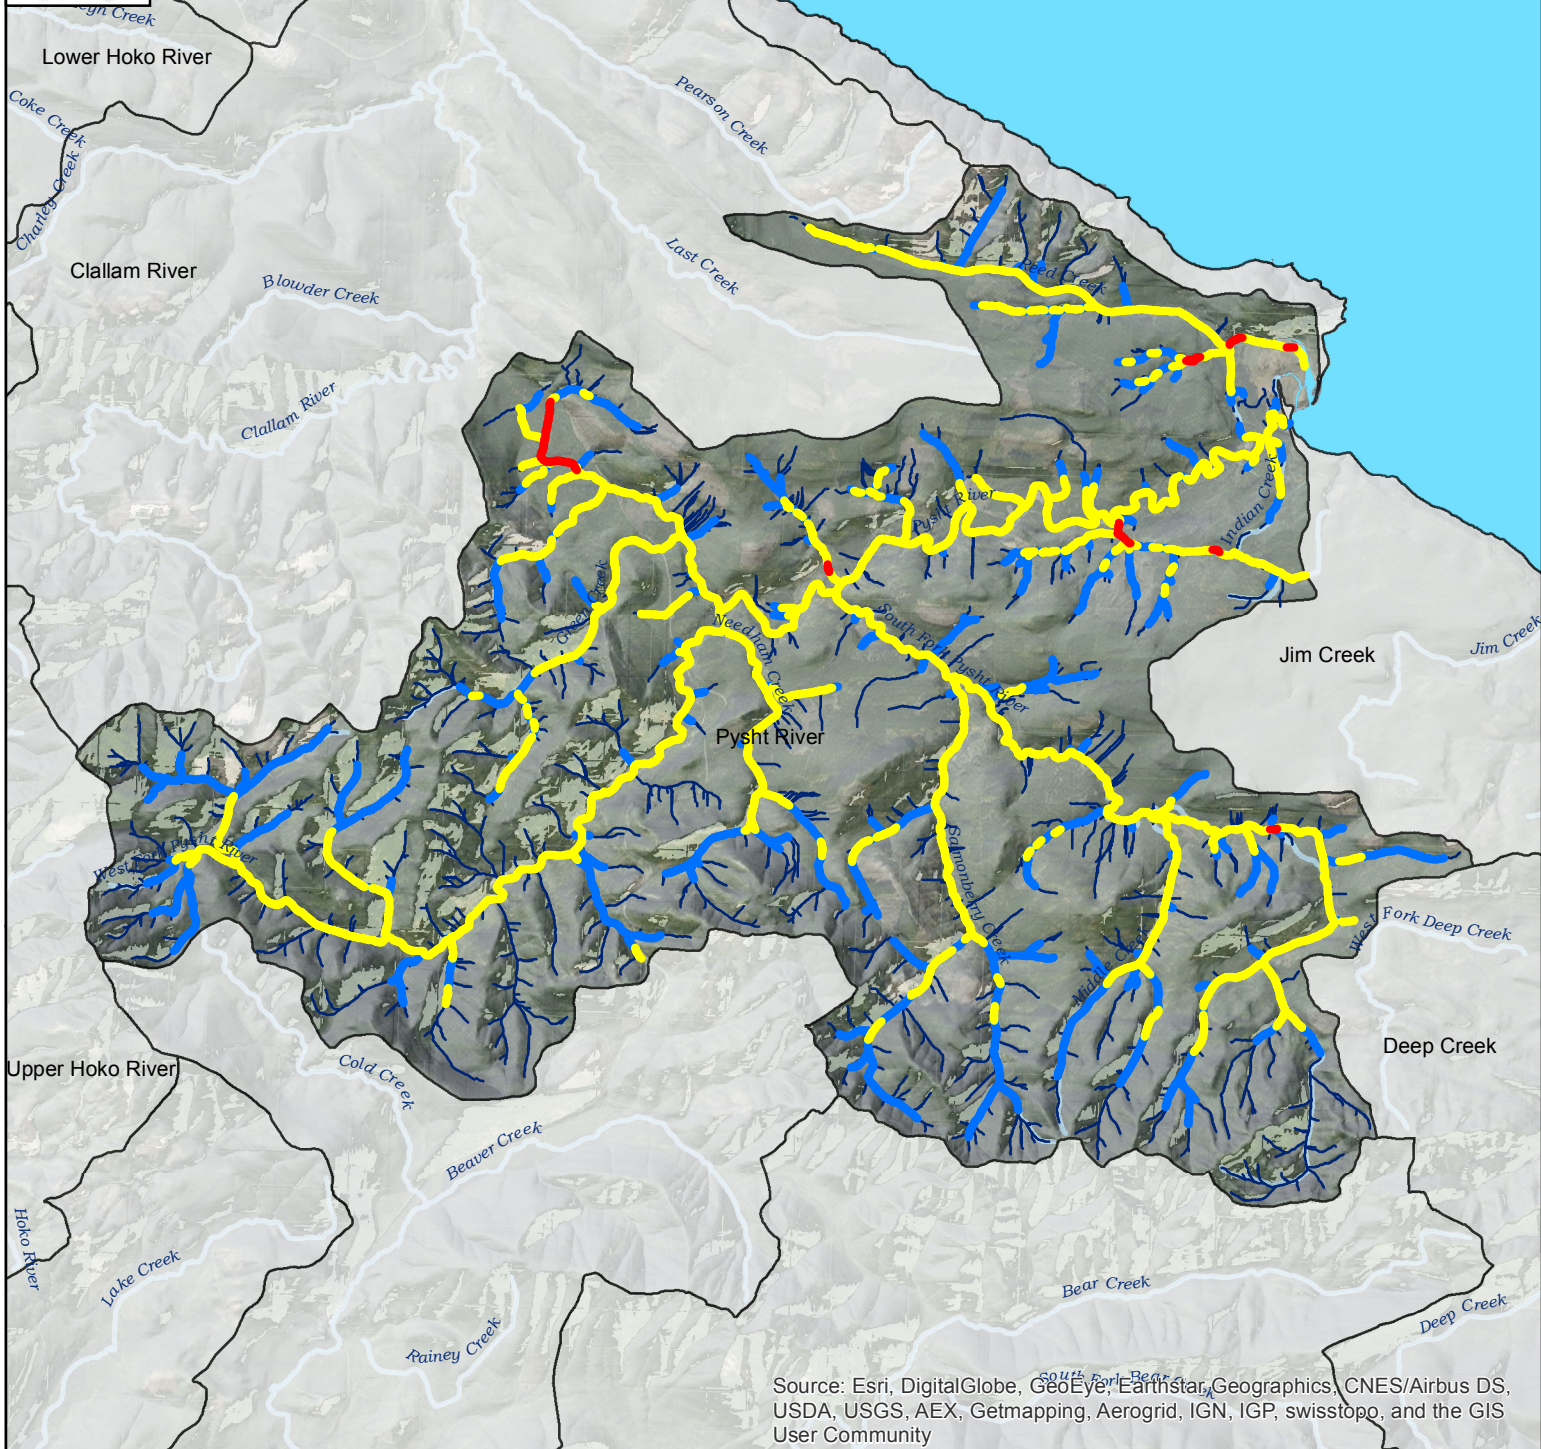 Creek
Lower Hoko River
Coke Creek
Charley Creek
Pearson Creek
Clallam River
Blowder Creek
Last Creek
Reed Creek
Clallam River
Pysht River
Indian Creek
Green Creek
Needham Creek
South Fork Pysht River
Jim Creek
Jim Creek
Pysht River
West Fork Pysht River
Salmonberry Creek
West Fork Deep Creek
Middle Creek
Deep Creek
Upper Hoko River
Cold Creek
Beaver Creek
Hoko River
Lake Creek
Bear Creek
Deep Creek
Rainey Creek
South Fork Bear
Source: Esri, DigitalGlobe, GeoEye, Earthstar Geographics, CNES/Airbus DS,
USDA, USGS, AEX, Getmapping, Aerogrid, IGN, IGP, swisstopo, and the GIS
User Community